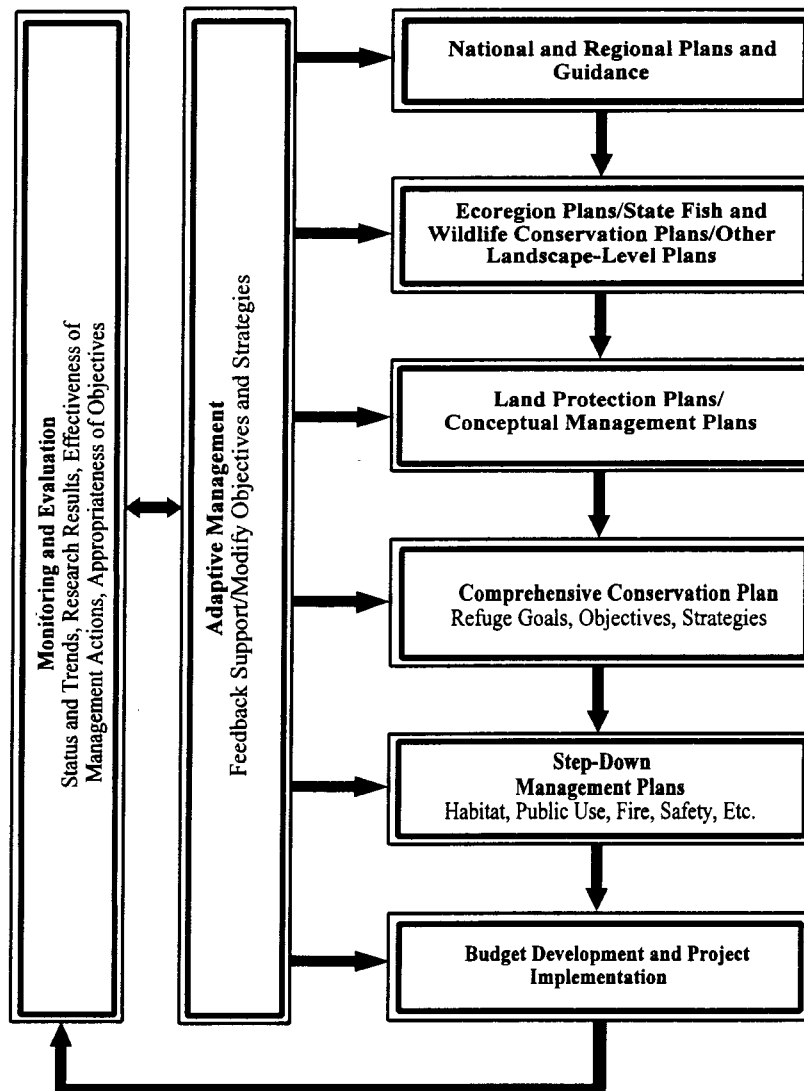 Monitoring and Evaluation
Status and Trends, Research Results, Effectiveness of
Management Actions, Appropriateness of Objectives
Adaptive Management
Feedback Support/Modify Objectives and Strategies
National and Regional Plans and
Guidance
Ecoregion Plans/State Fish and
Wildlife Conservation Plans/Other
Landscape-Level Plans
Land Protection Plans/
Conceptual Management Plans
Comprehensive Conservation Plan
Refuge Goals, Objectives, Strategies
Step-Down
Management Plans
Habitat, Public Use, Fire, Safety, Etc.
Budget Development and Project
Implementation